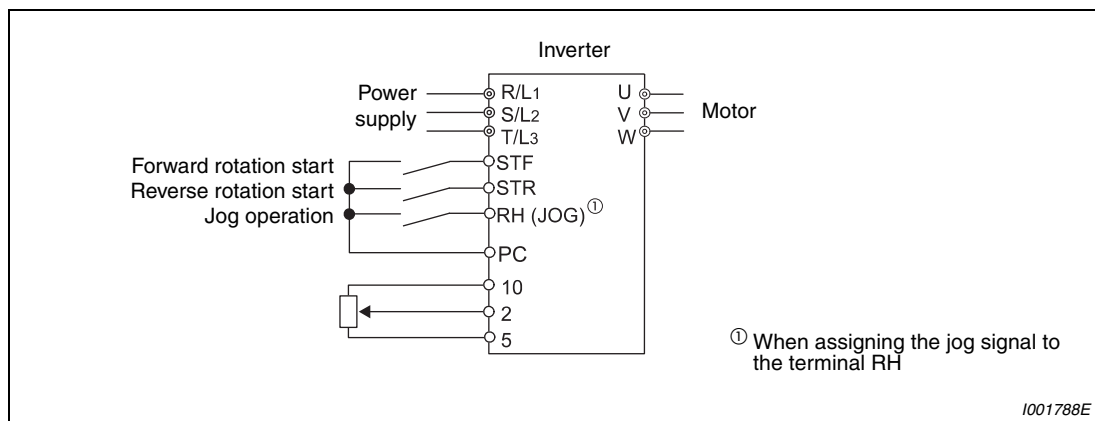 Inverter
Power
supply
R/L1
S/L2
T/L3
U
V
W
Motor
Forward rotation start
STF
Reverse rotation start
STR
Jog operation
RH (JOG)①
PC
10
2
5
① When assigning the jog signal to
the terminal RH
I001788E